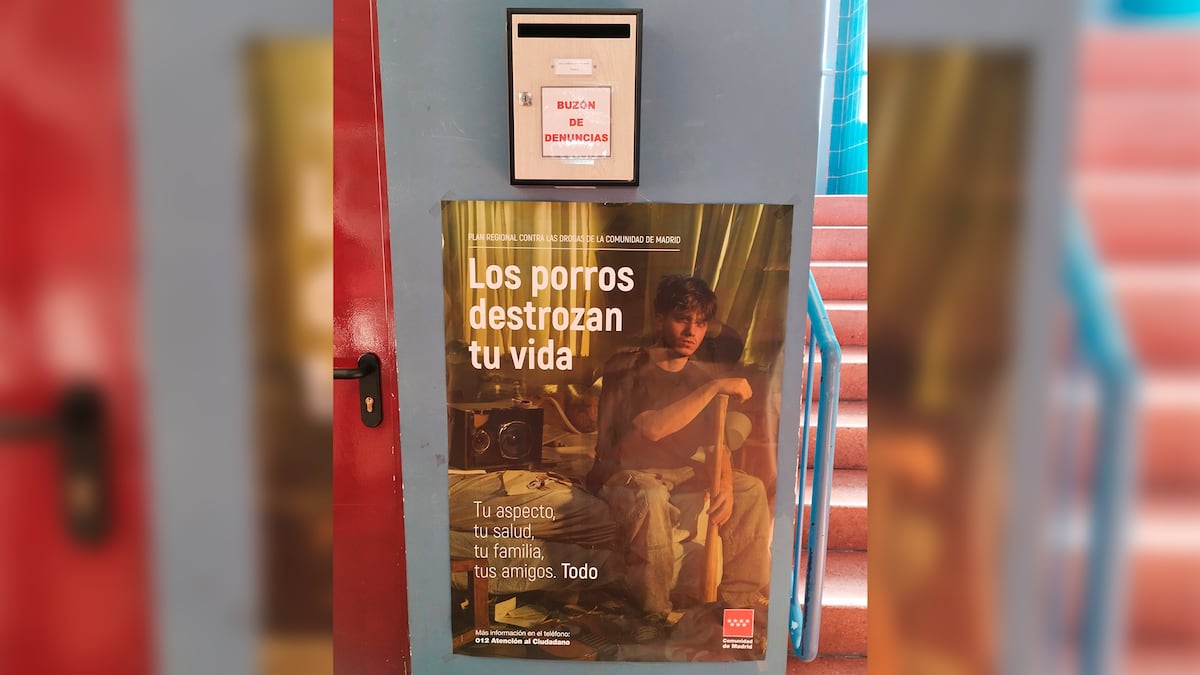 BUZÓN
DE
DENUNCIAS
PLAN REGIONAL CONTRA LAS DROGAS DE LA COMUNIDAD DE MADRID
Los porros
destrozan
tu vida
Tu aspecto,
tu salud,
tu familia,
tus amigos. Todo
Más información en el teléfono:
012 Atención al Ciudadano
Comunidad
de Madrid